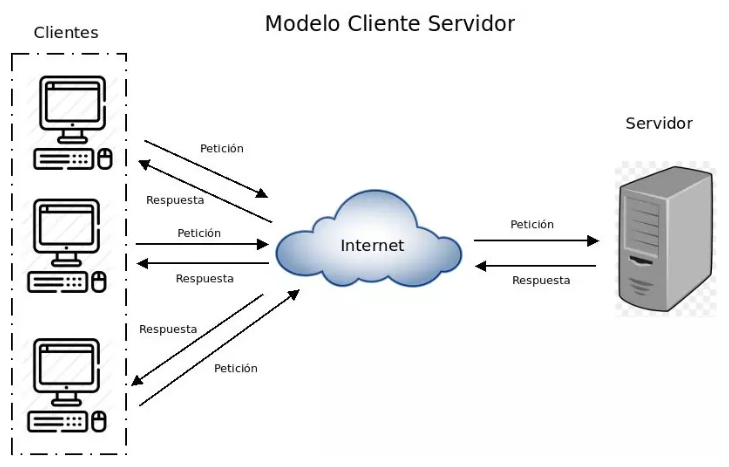 Modelo Cliente Servidor
Clientes
Servidor
Petición
Respuesta
Petición
Respuesta
Internet
Petición
Respuesta
Respuesta
Petición